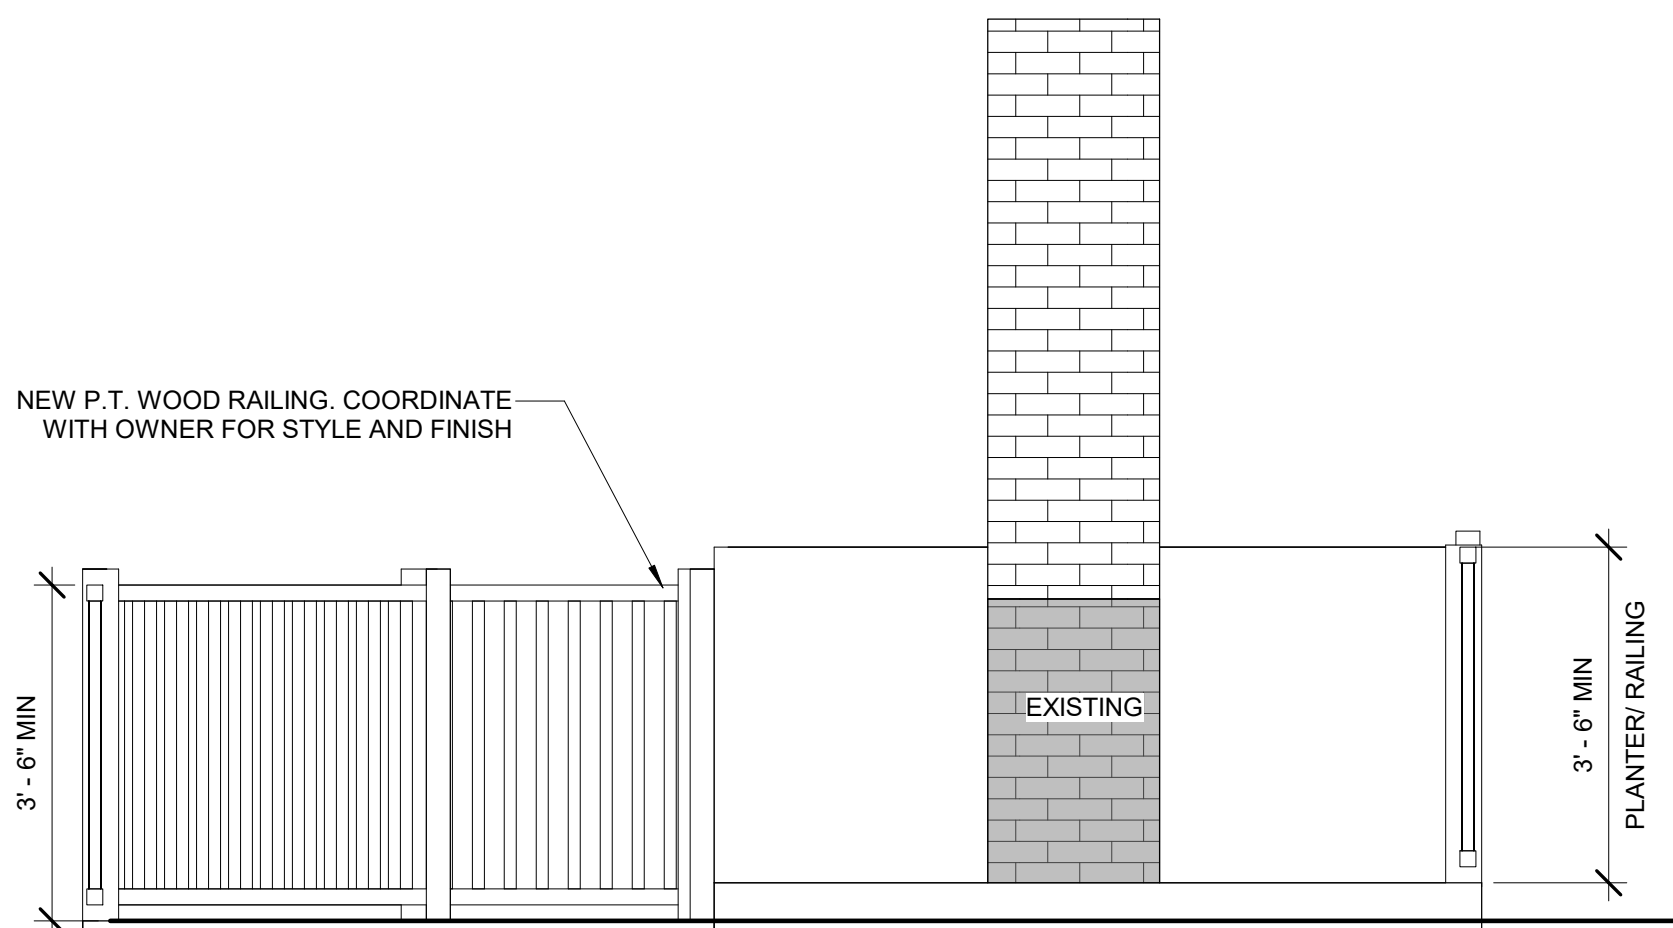 NEW P.T. WOOD RAILING. COORDINATE
WITH OWNER FOR STYLE AND FINISH
3' - 6" MIN
EXISTING
3' - 6" MIN
PLANTER/ RAILING